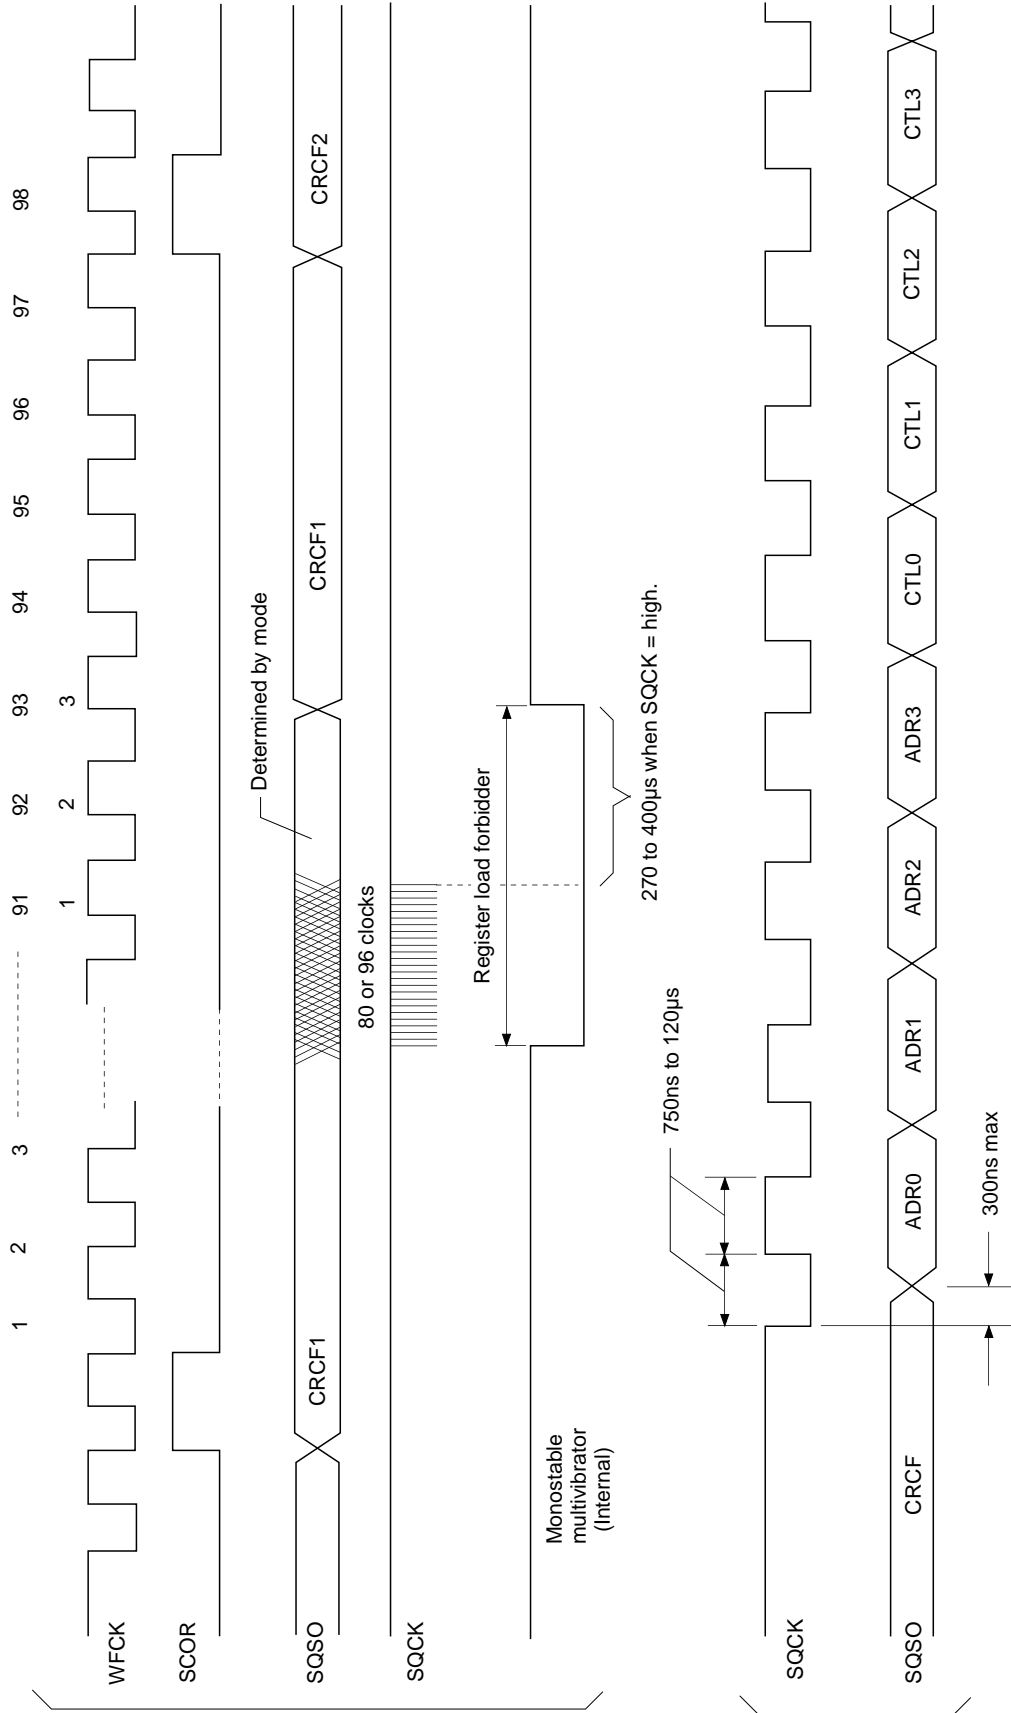 1
2
3
91
92
93
94
95
96
97
98
1
2
3
WFCK
SCOR
Determined by mode
SQSO
CRCF1
CRCF1
CRCF2
80 or 96 clocks
SQCK
Register load forbidder
Monostable
multivibrator
(Internal)
270 to 400µs when SQCK = high.
750ns to 120µs
SQCK
SQSO
CRCF
ADR0
ADR1
ADR2
ADR3
CTL0
CTL1
CTL2
CTL3
300ns max